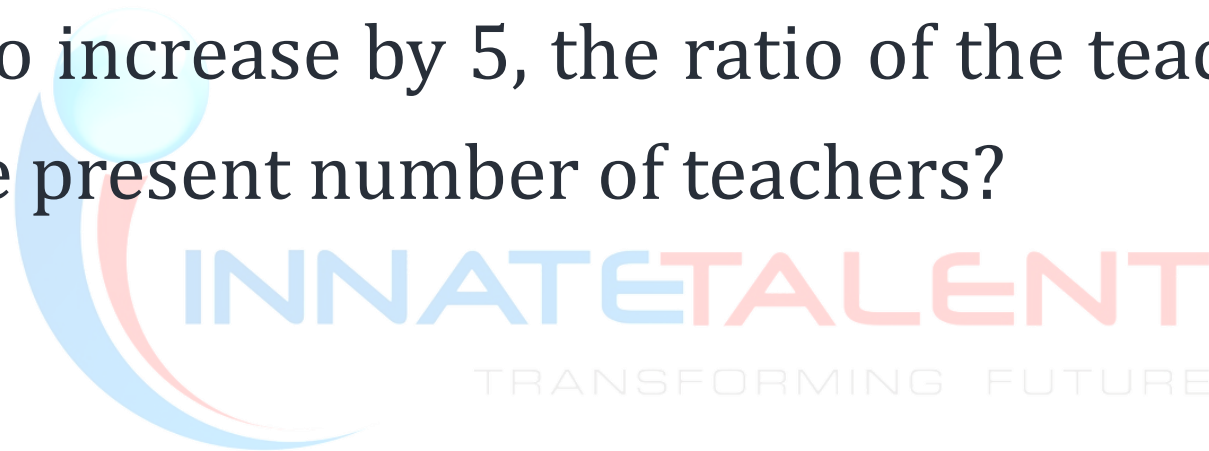 o increase by 5, the ratio of the teac
e present number of teachers?
INNATETALENT
TRANSFORMING FUTURE